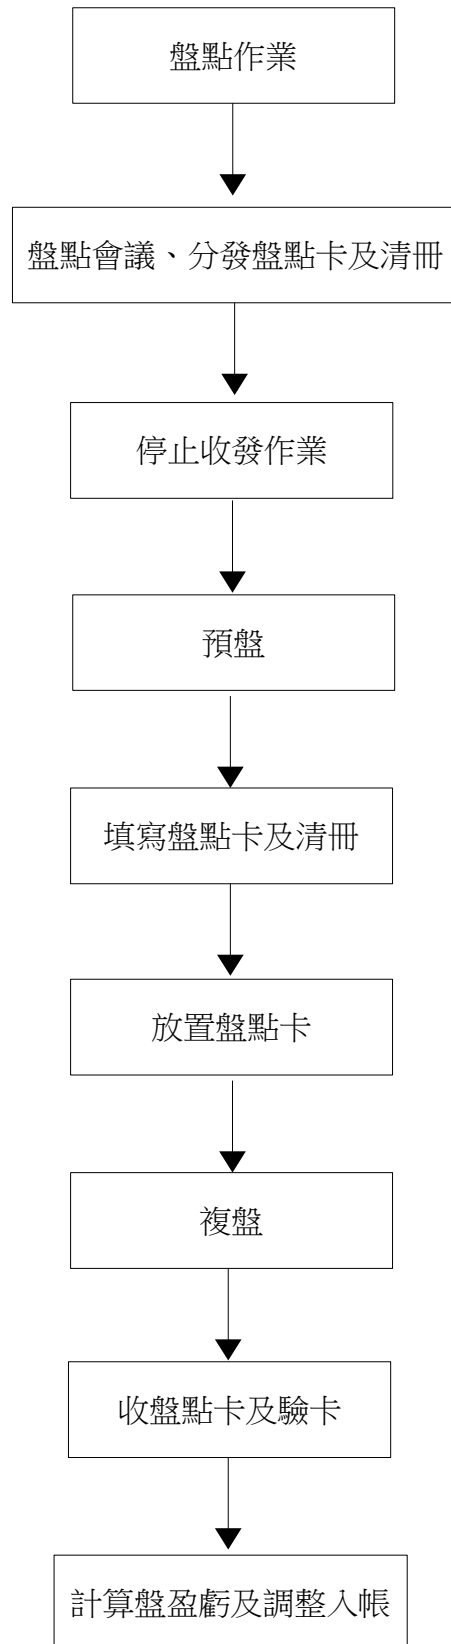 盤點作業
盤點會議、分發盤點卡及清冊
停止收發作業
預盤
填寫盤點卡及清冊
放置盤點卡
複盤
收盤點卡及驗卡
計算盤盈虧及調整入帳